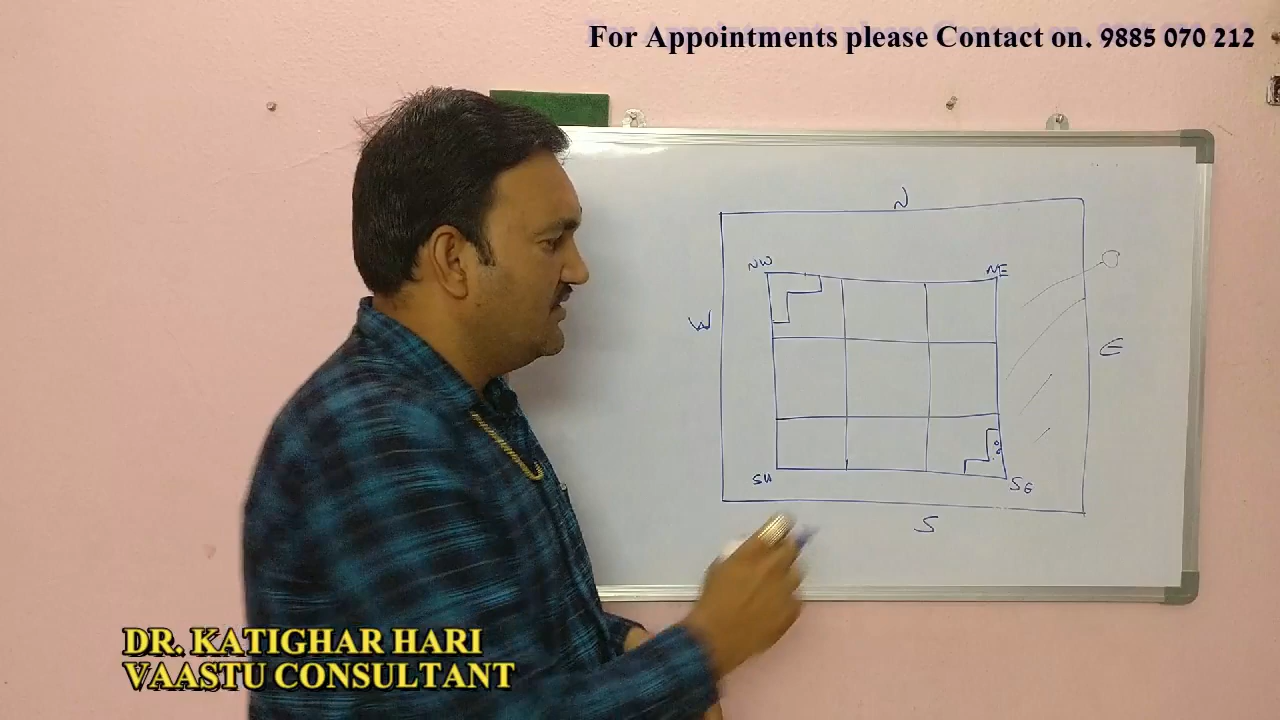 For Appointments please Contact on. 9885 070 212
N
NW
NE
W
E
SW
SE
S
DR. KATIGHAR HARI
VAASTU CONSULTANT